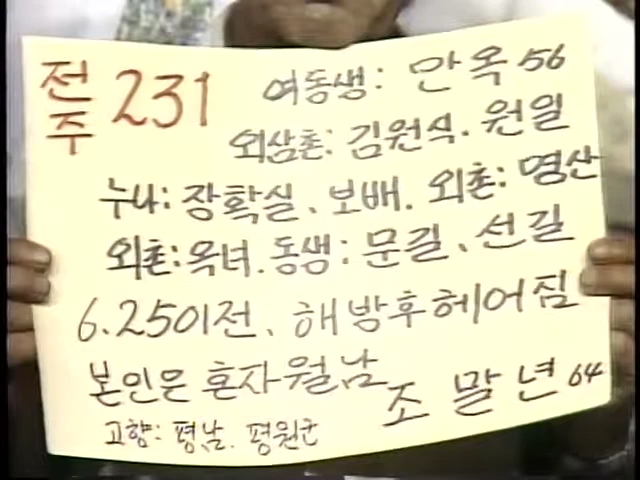 전주 231
여동생: 만옥 56
외삼촌: 김원식. 원일
누나: 장확실、보배. 외촌: 명산
외촌: 옥녀. 동생: 문길、선길
6.25이전、해방후헤어짐
본인은 혼자월남
조말년 64
고향: 평남. 평원군